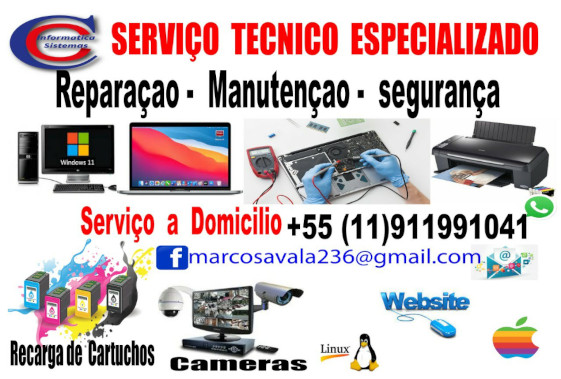 Informatica
Sistemas
SERVIÇO TECNICO ESPECIALIZADO
Reparaçao - Manutençao - segurança
Windows 11
Serviço a Domicilio +55 (11)911991041
f marcosavala236@gmail.com
@
Website
Recarga de Cartuchos
Cameras
Linux